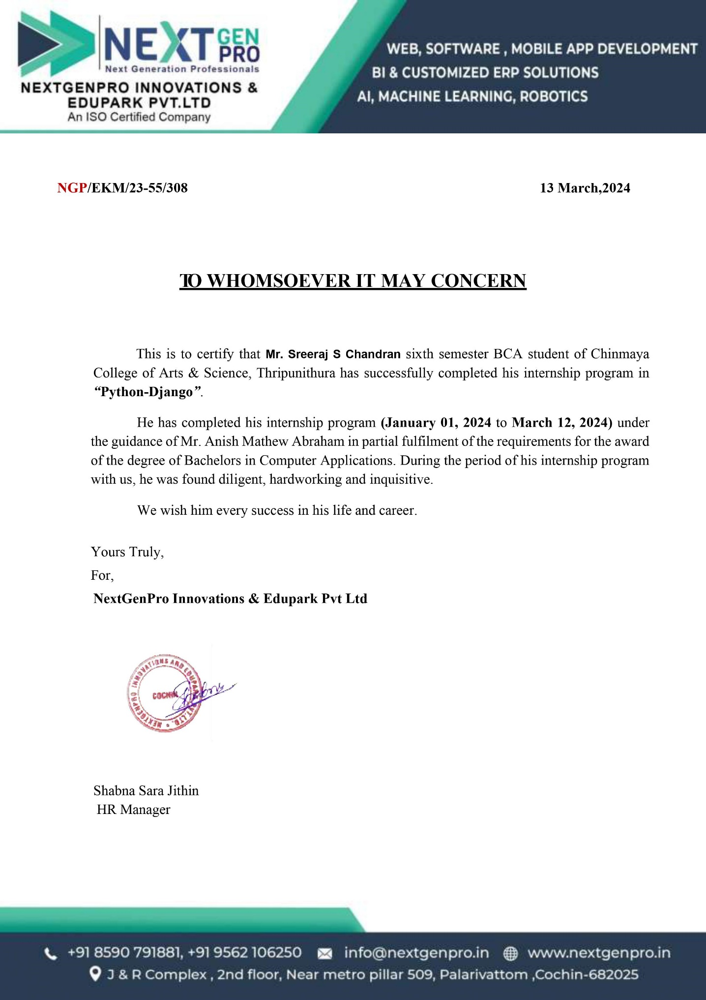 NEXT GEN PRO
Next Generation Professionals
NEXTGENPRO INNOVATIONS &
EDUPARK PVT.LTD
An ISO Certified Company
WEB, SOFTWARE , MOBILE APP DEVELOPMENT
BI & CUSTOMIZED ERP SOLUTIONS
AI, MACHINE LEARNING, ROBOTICS
NGP/EKM/23-55/308 13 March,2024
TO WHOMSOEVER IT MAY CONCERN
This is to certify that Mr. Sreeraj S Chandran sixth semester BCA student of Chinmaya
College of Arts & Science, Thripunithura has successfully completed his internship program in
“Python-Django”.
He has completed his internship program (January 01, 2024 to March 12, 2024) under
the guidance of Mr. Anish Mathew Abraham in partial fulfilment of the requirements for the award
of the degree of Bachelors in Computer Applications. During the period of his internship program
with us, he was found diligent, hardworking and inquisitive.
We wish him every success in his life and career.
Yours Truly,
For,
NextGenPro Innovations & Edupark Pvt Ltd
NEXTGENPRO INNOVATIONS AND EDUPARK PVT.LTD.
COCHIN
Shabna
Shabna Sara Jithin
HR Manager
+91 8590 791881, +91 9562 106250 info@nextgenpro.in www.nextgenpro.in
J & R Complex , 2nd floor, Near metro pillar 509, Palarivattom ,Cochin-682025